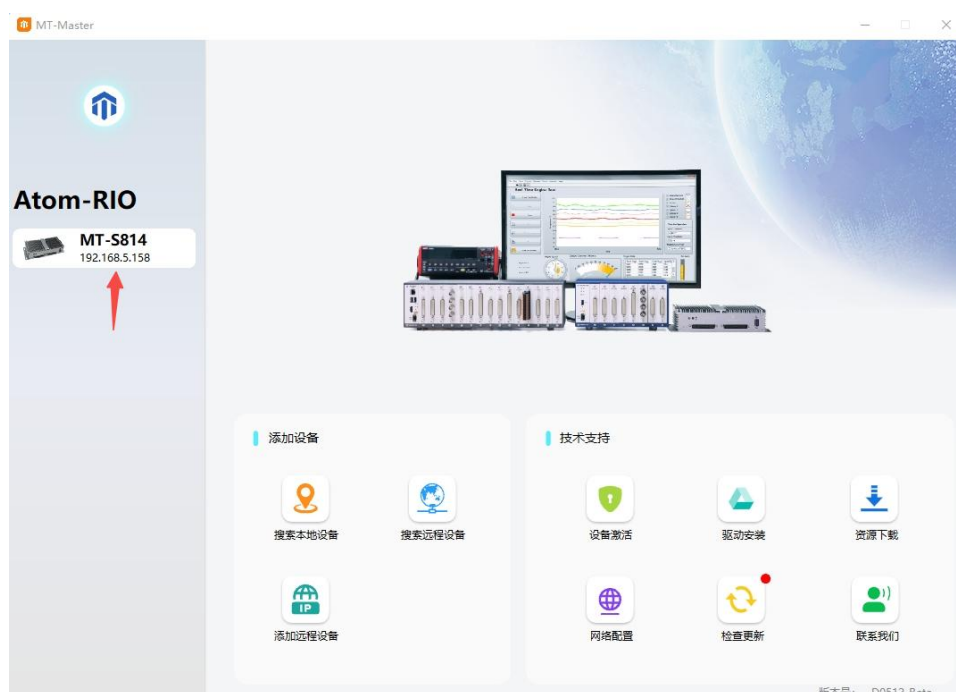 MT-Master
Atom-RIO
MT-S814
192.168.5.158
添加设备
搜索本地设备
搜索远程设备
IP
添加远程设备
技术支持
设备激活
驱动安装
资源下载
网络配置
检查更新
联系我们